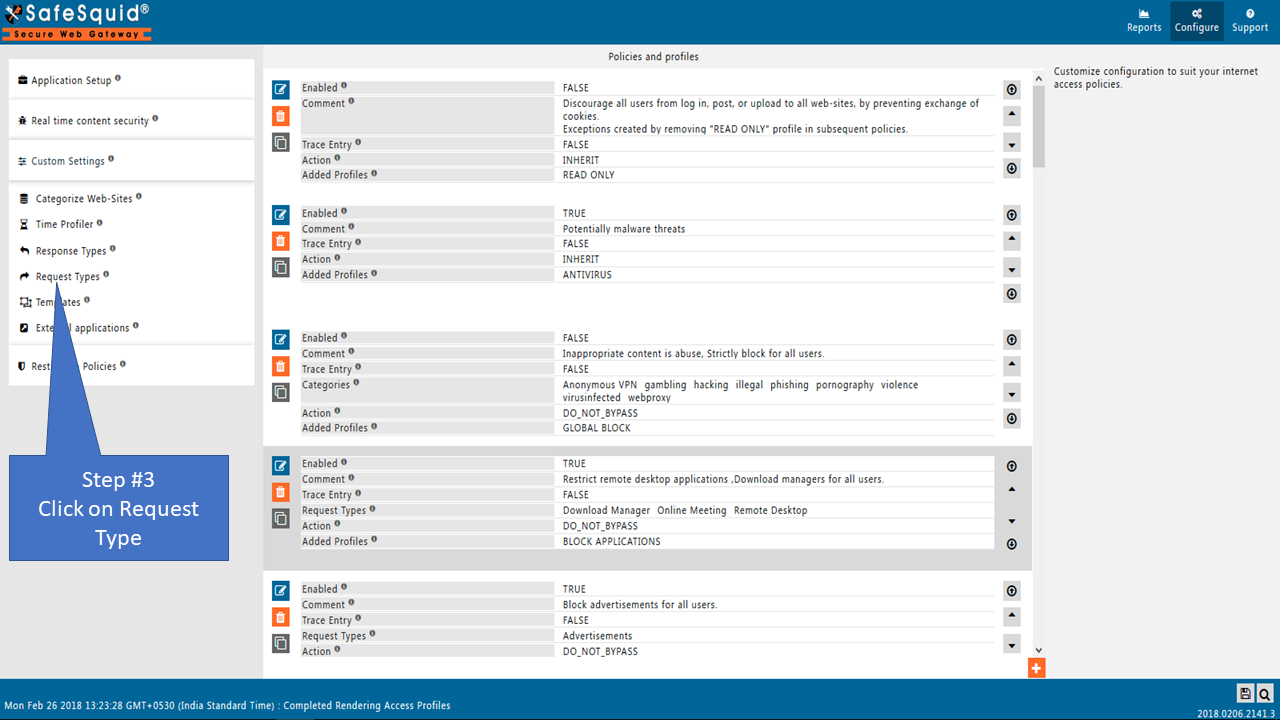 SafeSquid®
Secure Web Gateway
Reports
Configure
Support
Application Setup
Real time content security
Custom Settings
Categorize Web-Sites
Time Profiler
Response Types
Request Types
External applications
Policies
Step #3
Click on Request
Type
Policies and profiles
Enabled FALSE
Comment Discourage all users from log in, post, or upload to all web-sites, by preventing exchange of
cookies.
Exceptions created by removing "READ ONLY" profile in subsequent policies.
Trace Entry FALSE
Action INHERIT
Added Profiles READ ONLY
Enabled TRUE
Comment Potentially malware threats
Trace Entry FALSE
Action INHERIT
Added Profiles ANTIVIRUS
Enabled FALSE
Comment Inappropriate content is abuse, Strictly block for all users.
Trace Entry FALSE
Categories Anonymous VPN gambling hacking illegal phishing pornography violence
virusinfected webproxy
Action DO_NOT_BYPASS
Added Profiles GLOBAL BLOCK
Enabled TRUE
Comment Restrict remote desktop applications ,Download managers for all users.
Trace Entry FALSE
Request Types Download Manager Online Meeting Remote Desktop
Action DO_NOT_BYPASS
Added Profiles BLOCK APPLICATIONS
Enabled TRUE
Comment Block advertisements for all users.
Trace Entry FALSE
Request Types Advertisements
Action DO_NOT_BYPASS
Customize configuration to suit your internet
access policies.
Mon Feb 26 2018 13:23:28 GMT+0530 (India Standard Time) : Completed Rendering Access Profiles
2018.0206.2141.3